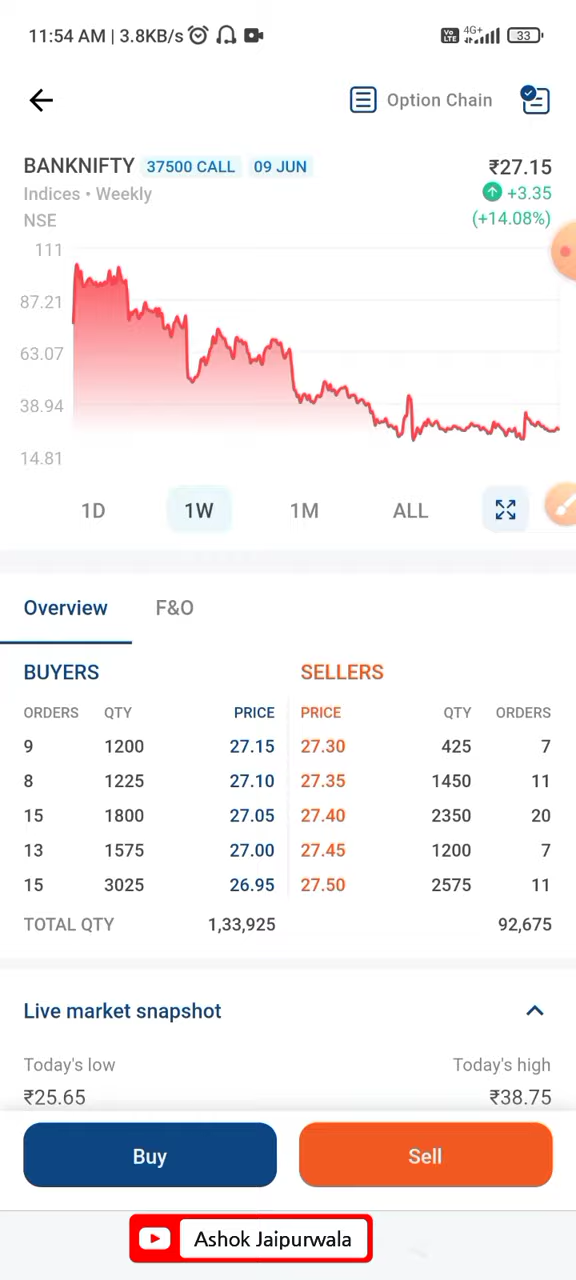 11:54 AM | 3.8KB/s Vo LTE 4G+ 33
Option Chain
BANKNIFTY 37500 CALL 09 JUN ₹27.15
Indices • Weekly +3.35
NSE (+14.08%)
111
87.21
63.07
38.94
14.81
1D 1W 1M ALL
Overview F&O
BUYERS SELLERS
ORDERS QTY PRICE PRICE QTY ORDERS
9 1200 27.15 27.30 425 7
8 1225 27.10 27.35 1450 11
15 1800 27.05 27.40 2350 20
13 1575 27.00 27.45 1200 7
15 3025 26.95 27.50 2575 11
TOTAL QTY 1,33,925 92,675
Live market snapshot
Today's low Today's high
₹25.65 ₹38.75
Buy Sell
Ashok Jaipurwala